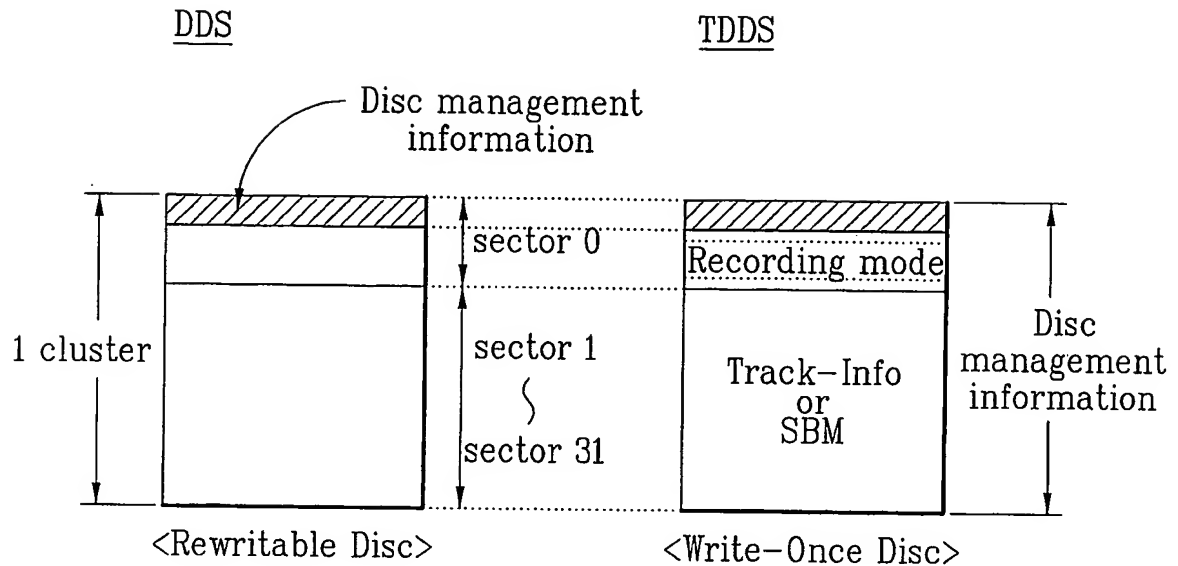 DDS
TDDS
Disc management
information
sector 0
Recording mode
1 cluster
sector 1
sector 31
Track-Info
or
SBM
Disc
management
information
<Rewritable Disc>
<Write-Once Disc>